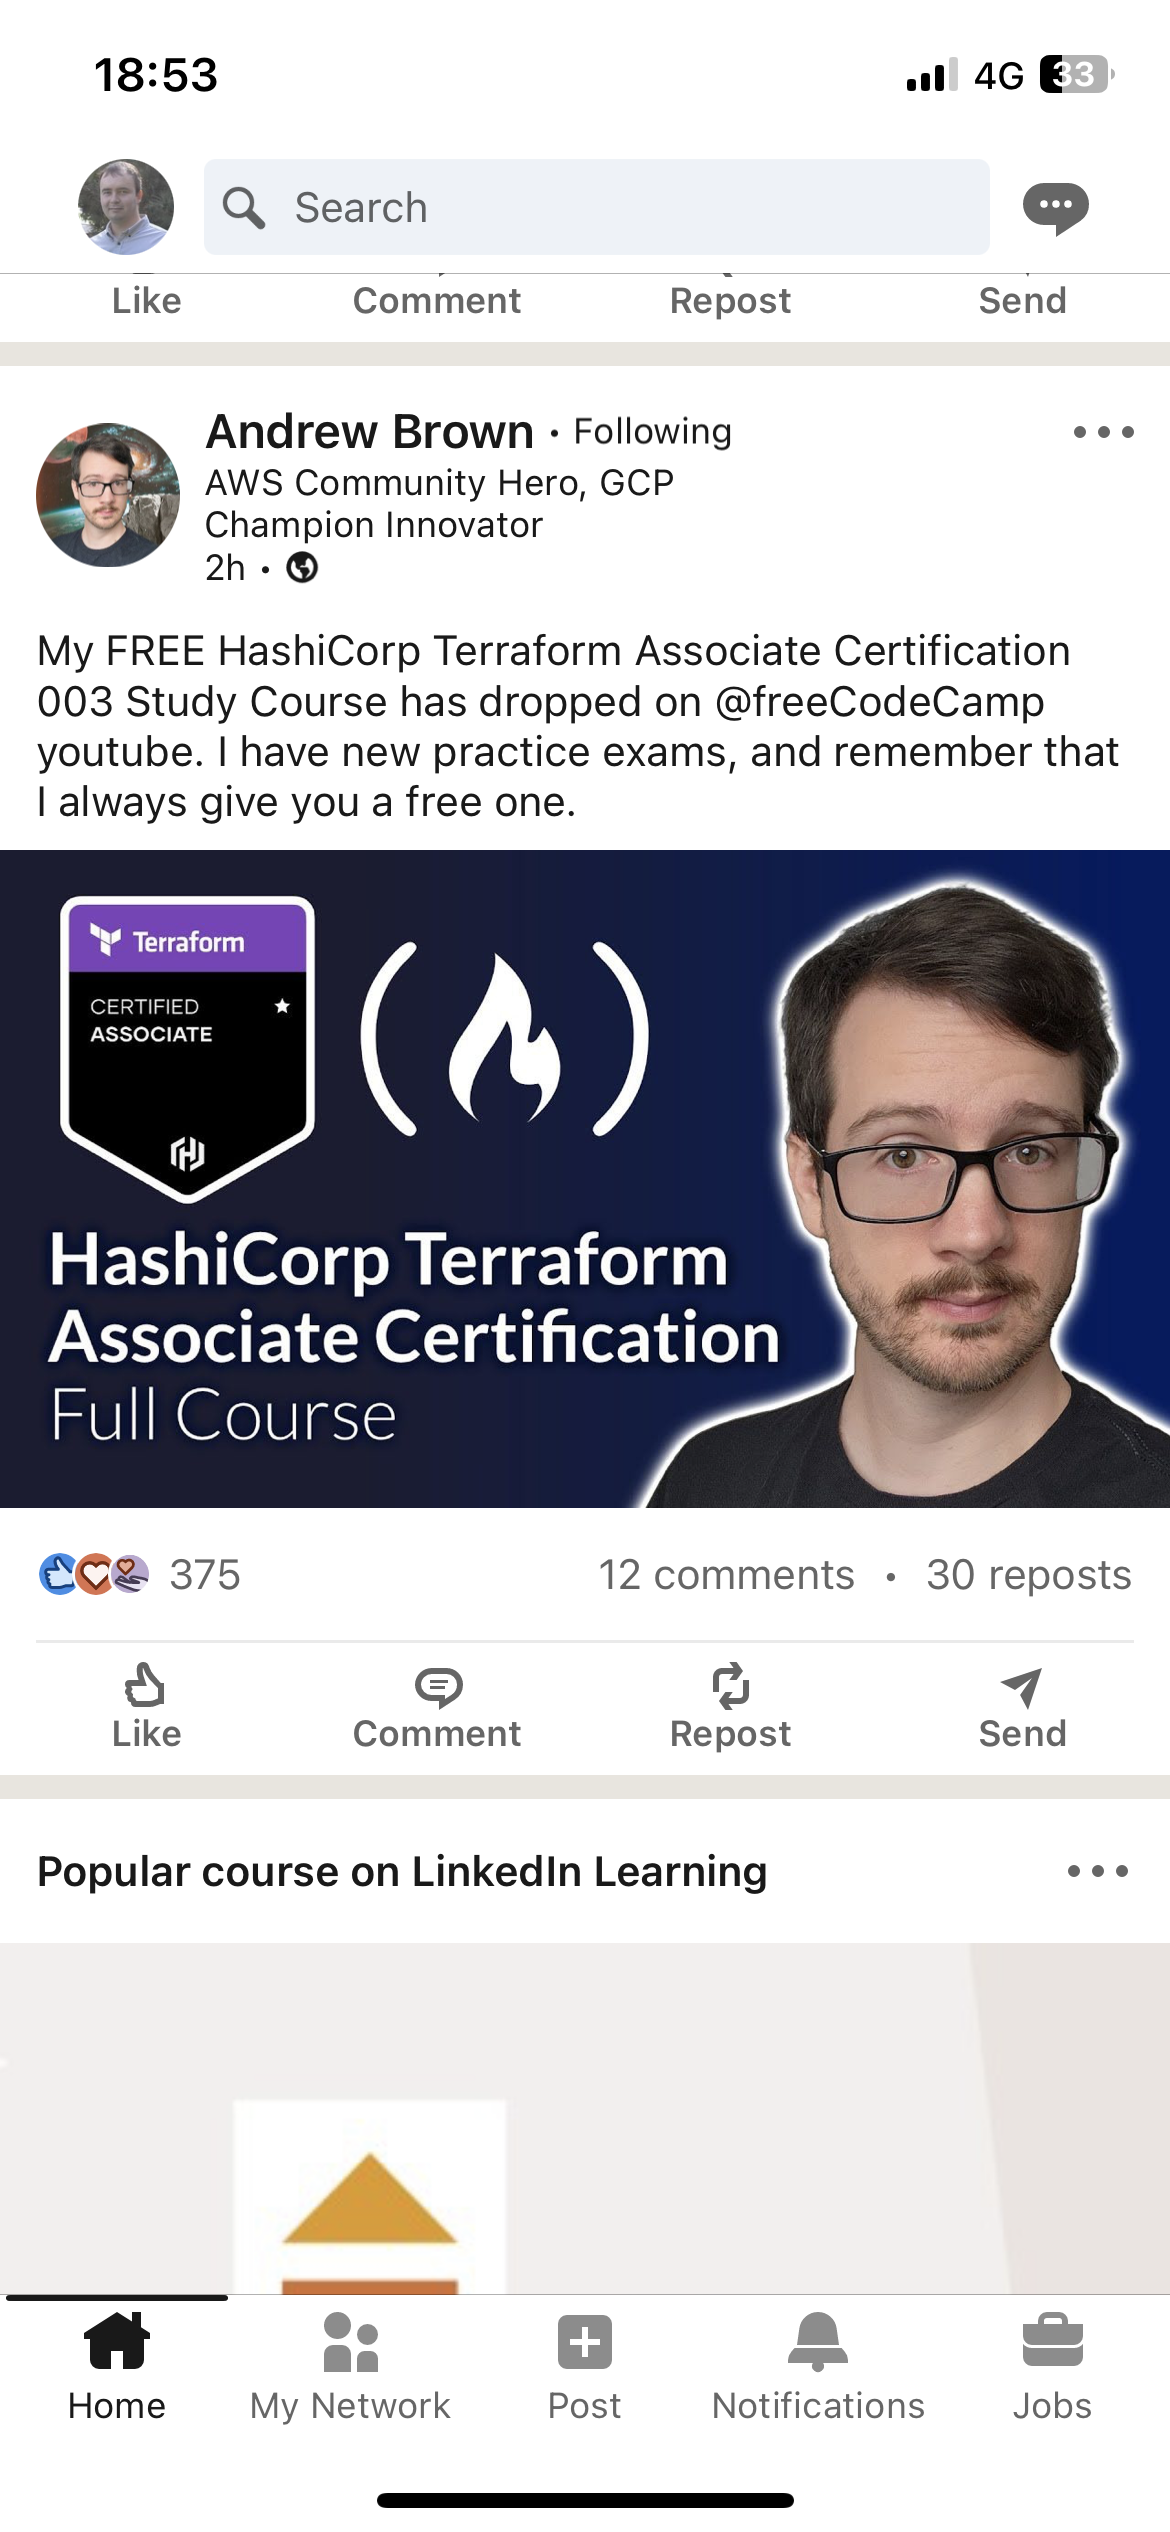 18:53
4G 33
Search
Like Comment Repost Send
Andrew Brown • Following
AWS Community Hero, GCP
Champion Innovator
2h •
My FREE HashiCorp Terraform Associate Certification
003 Study Course has dropped on @freeCodeCamp
youtube. I have new practice exams, and remember that
I always give you a free one.
Terraform
CERTIFIED
ASSOCIATE
HashiCorp Terraform
Associate Certification
Full Course
375 12 comments • 30 reposts
Like Comment Repost Send
Popular course on LinkedIn Learning
Home My Network Post Notifications Jobs